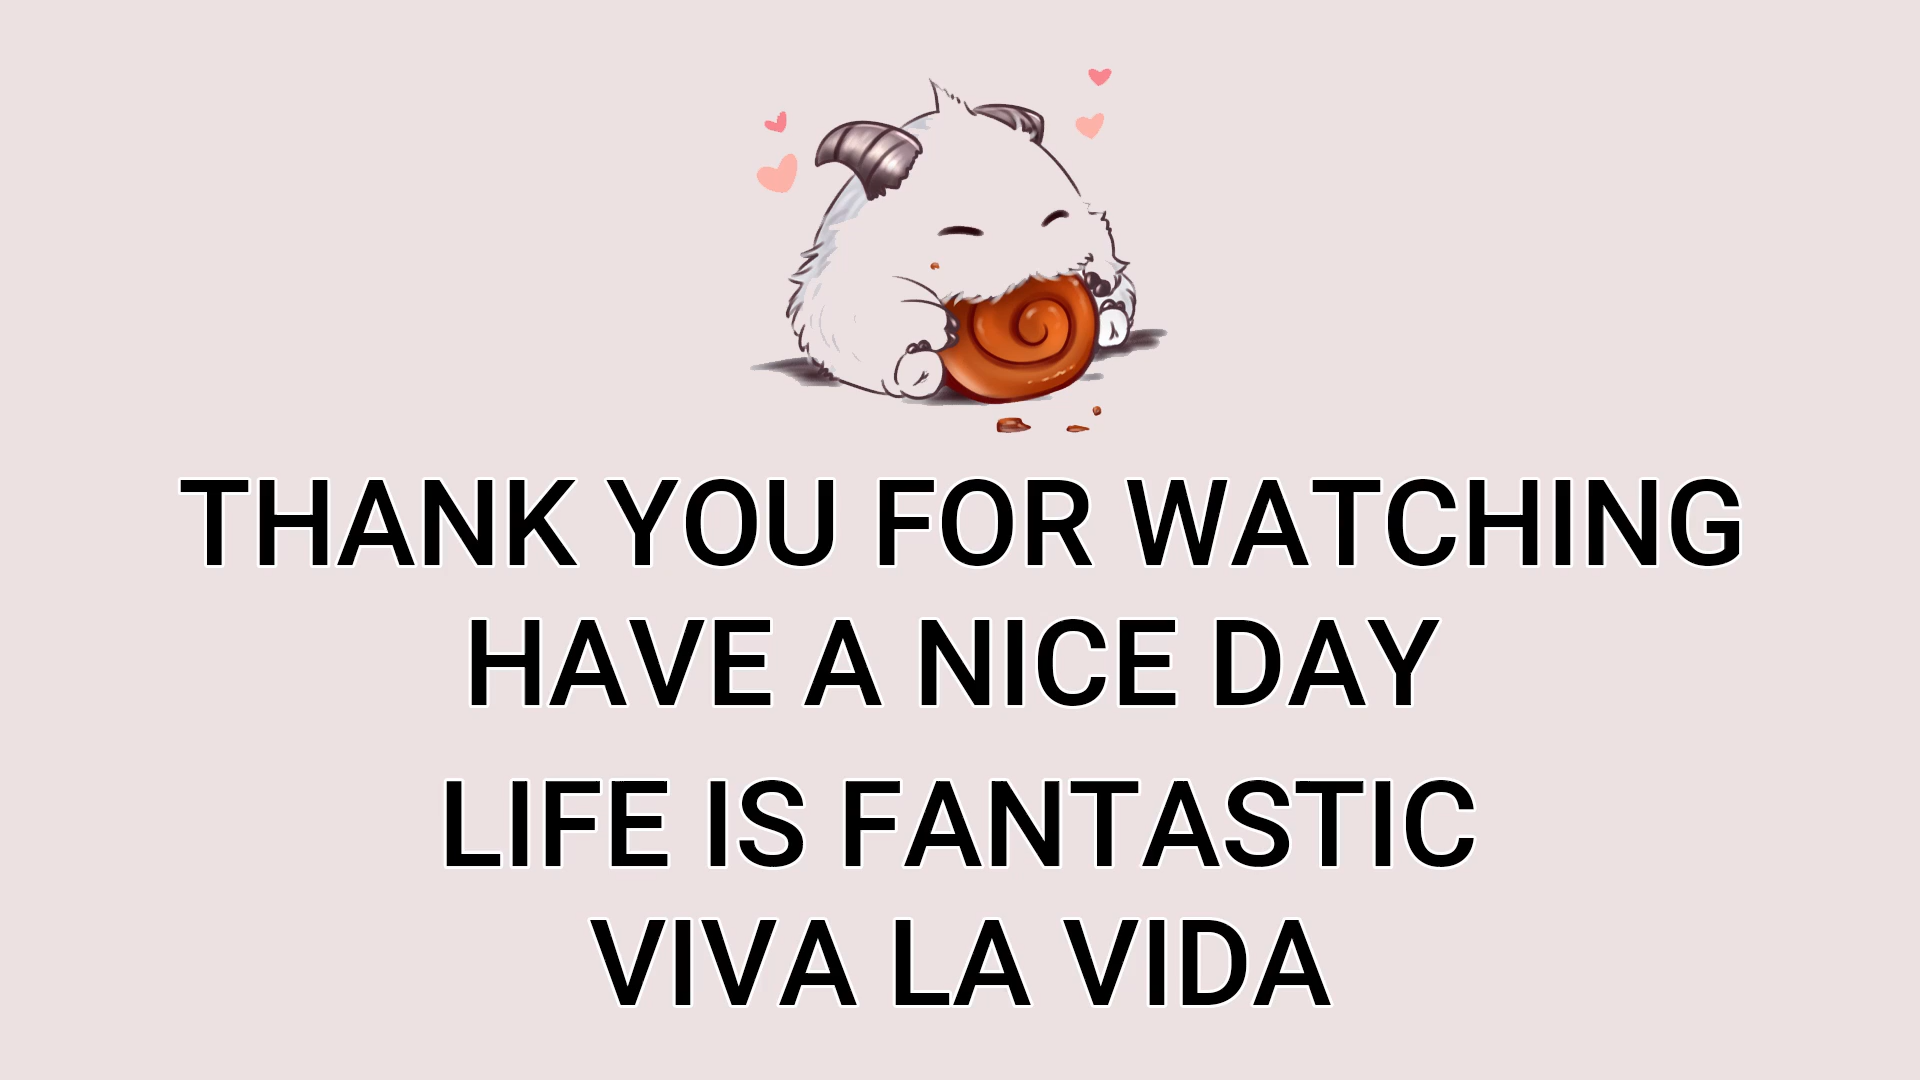 THANK YOU FOR WATCHING
HAVE A NICE DAY
LIFE IS FANTASTIC
VIVA LA VIDA